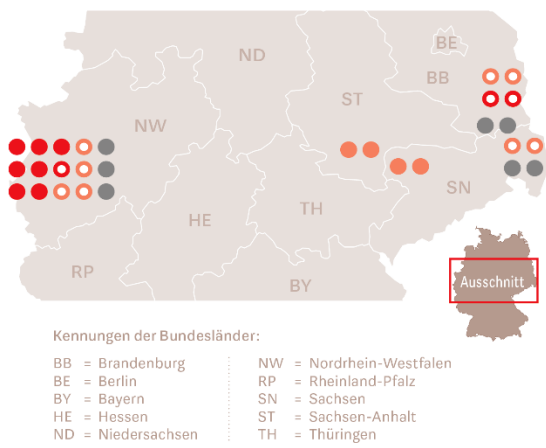 ND
BE
BB
ST
NW
SN
TH
HE
RP
BY
Ausschnitt
Kennungen der Bundesländer:
BB = Brandenburg
BE = Berlin
BY = Bayern
HE = Hessen
ND = Niedersachsen
NW = Nordrhein-Westfalen
RP = Rheinland-Pfalz
SN = Sachsen
ST = Sachsen-Anhalt
TH = Thüringen